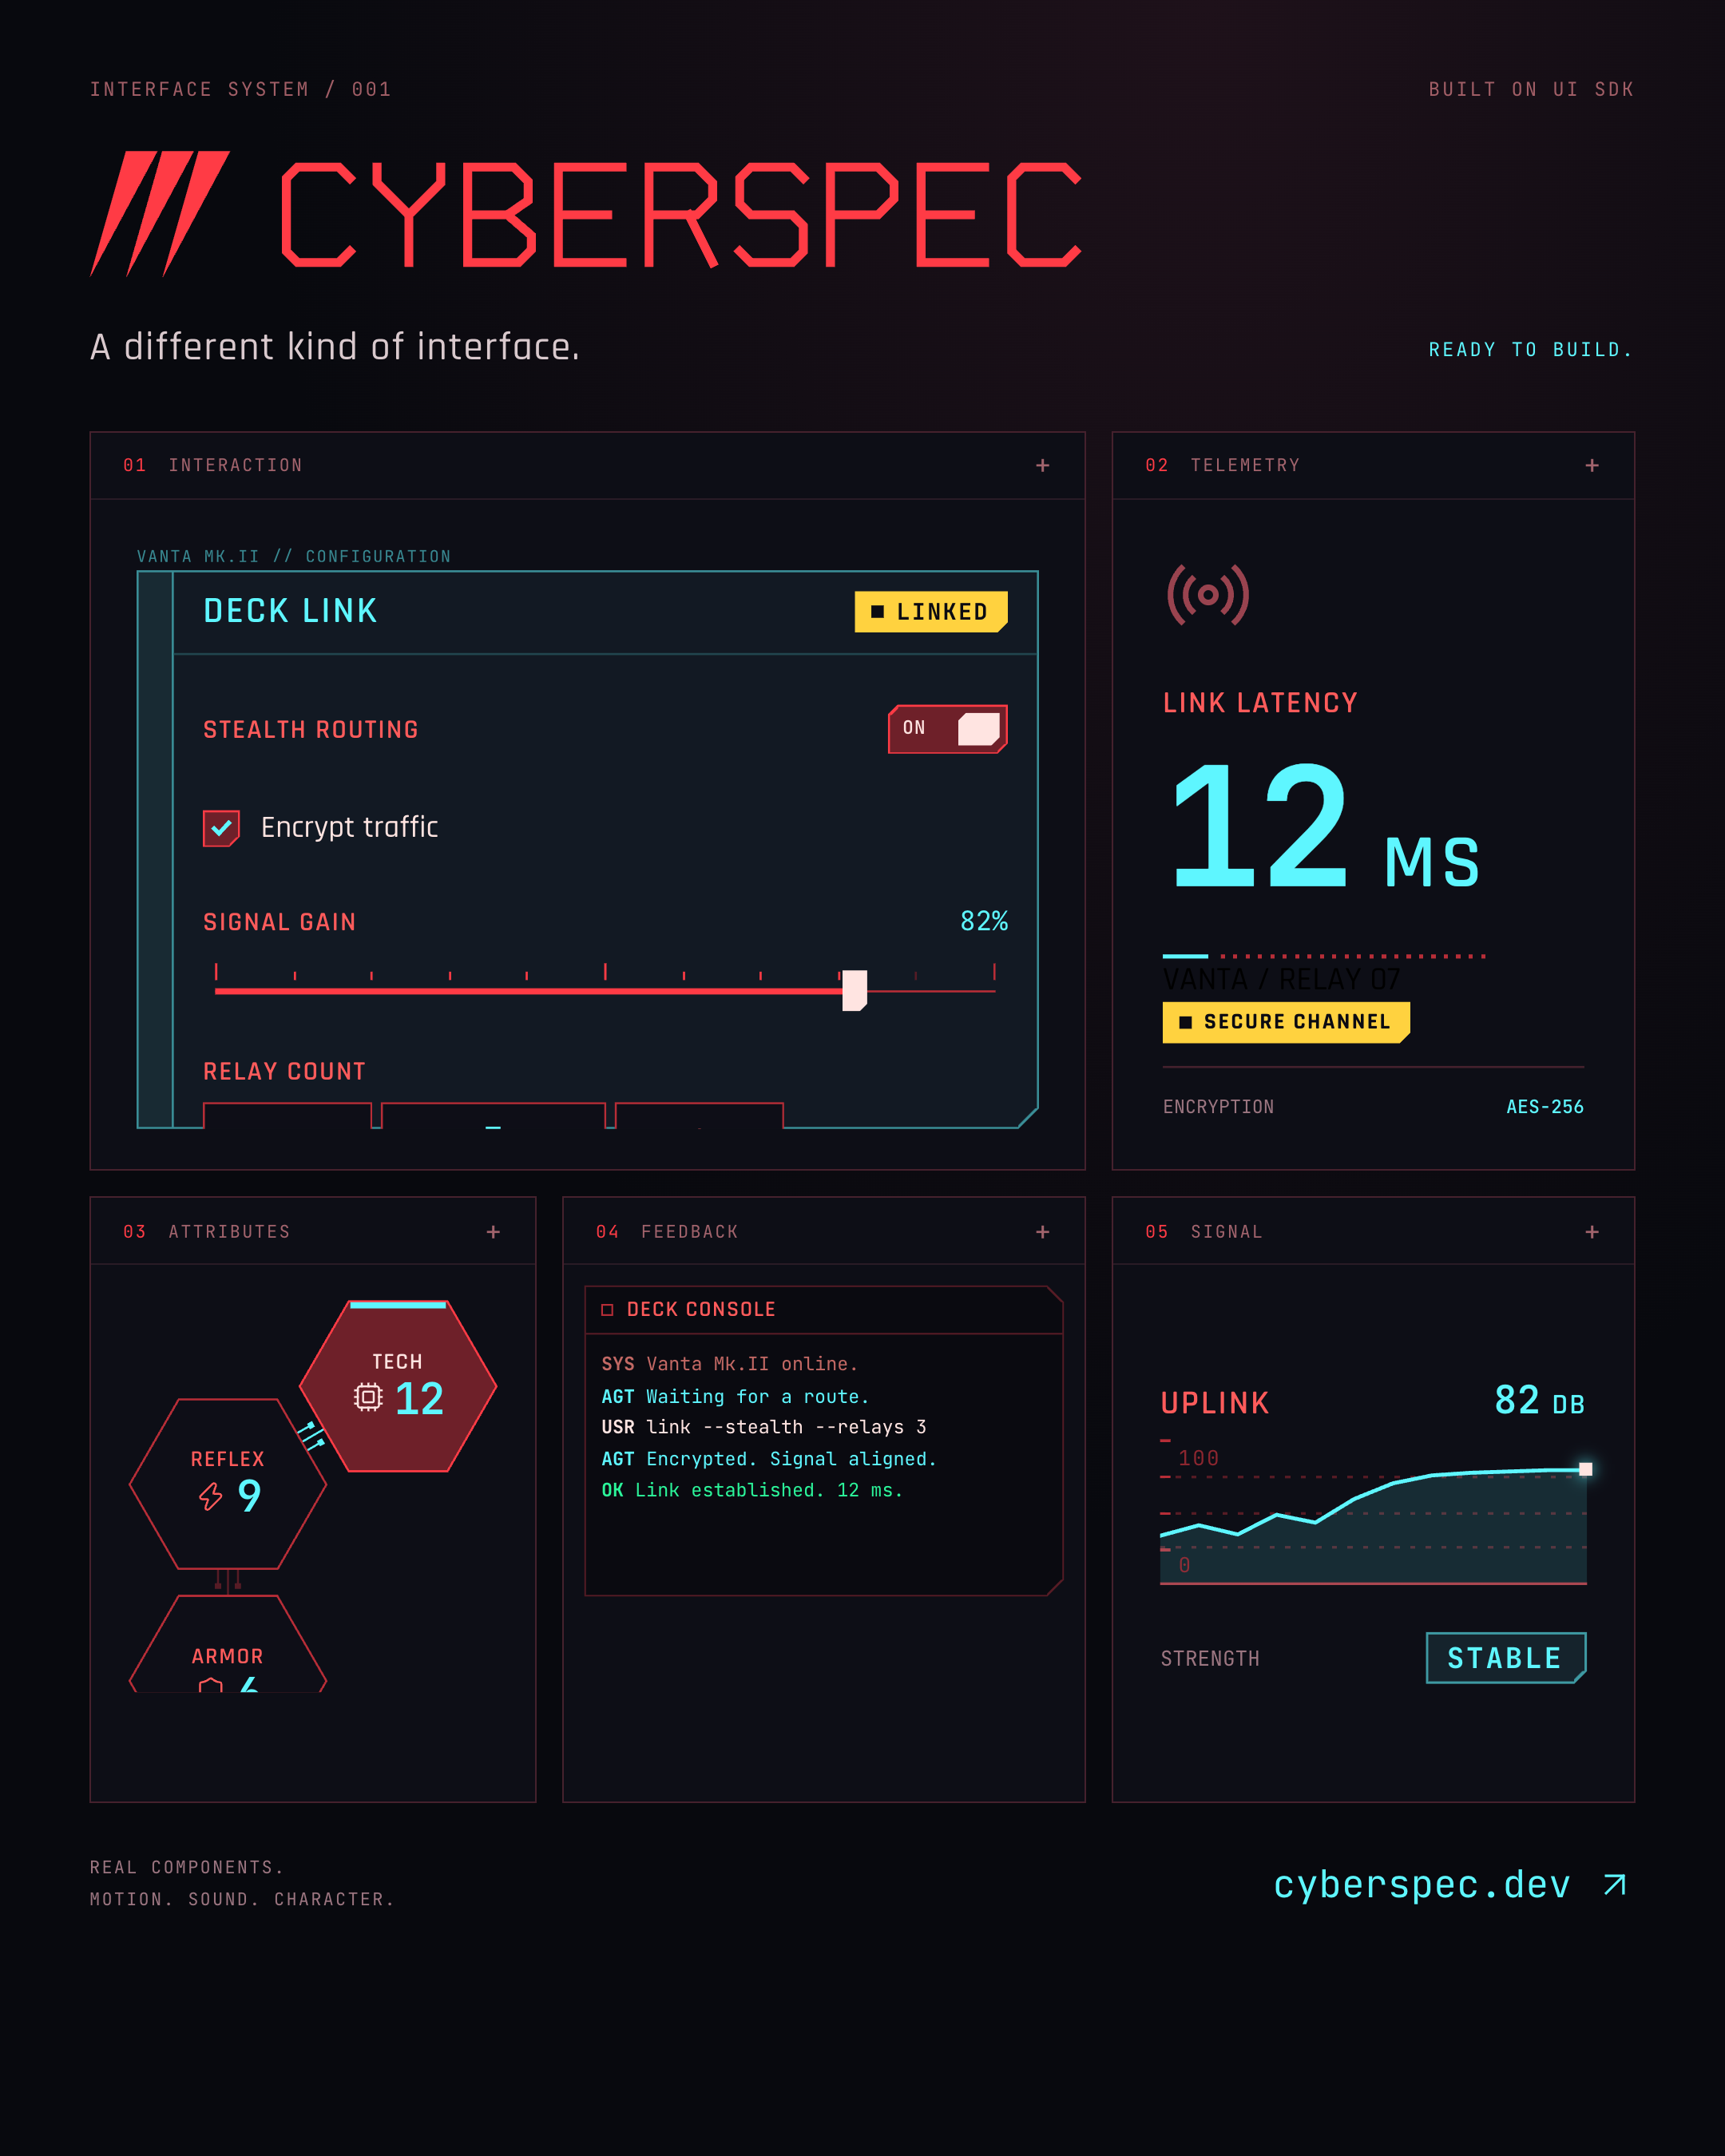 INTERFACE SYSTEM / 001
BUILT ON UI SDK
CYBERSPEC
A different kind of interface.
READY TO BUILD.
01 INTERACTION +
VANTA MK.II // CONFIGURATION
DECK LINK
LINKED
STEALTH ROUTING
ON
Encrypt traffic
SIGNAL GAIN
82%
RELAY COUNT
02 TELEMETRY +
LINK LATENCY
12 MS
VANTA / RELAY 07
SECURE CHANNEL
ENCRYPTION
AES-256
03 ATTRIBUTES +
TECH
12
REFLEX
9
ARMOR
04 FEEDBACK +
DECK CONSOLE
SYS Vanta Mk.II online.
AGT Waiting for a route.
USR link --stealth --relays 3
AGT Encrypted. Signal aligned.
OK Link established. 12 ms.
05 SIGNAL +
UPLINK
82 DB
100
0
STRENGTH
STABLE
REAL COMPONENTS.
MOTION. SOUND. CHARACTER.
cyberspec.dev